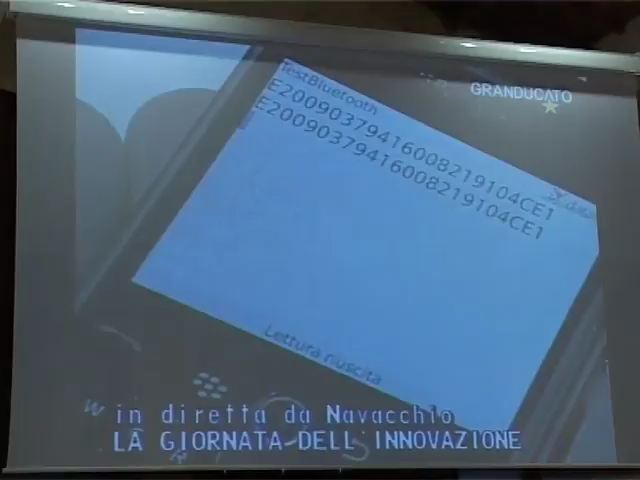 GRANDUCATO
TestBluetooth
E20090379416008219104CE1
E20090379416008219104CE1
Lettura riuscita
W
in diretta da Navacchio
LA GIORNATA DELL'INNOVAZIONE